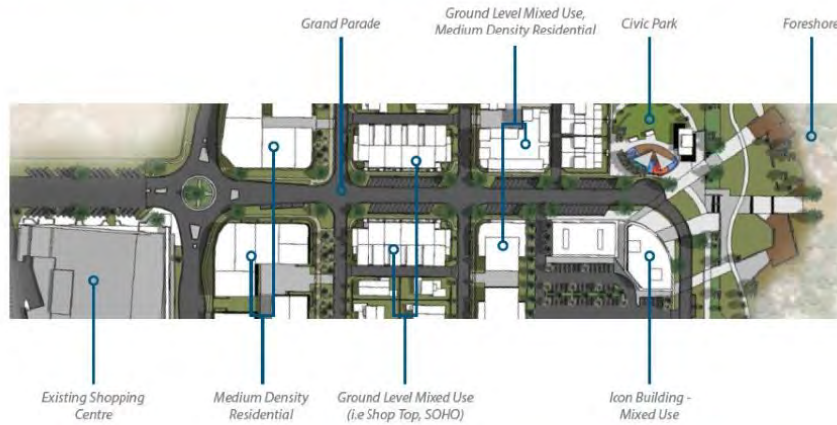 Grand Parade
Ground Level Mixed Use,
Medium Density Residential
Civic Park
Foreshore
Existing Shopping
Centre
Medium Density
Residential
Ground Level Mixed Use
(i.e Shop Top, SOHO)
Icon Building -
Mixed Use